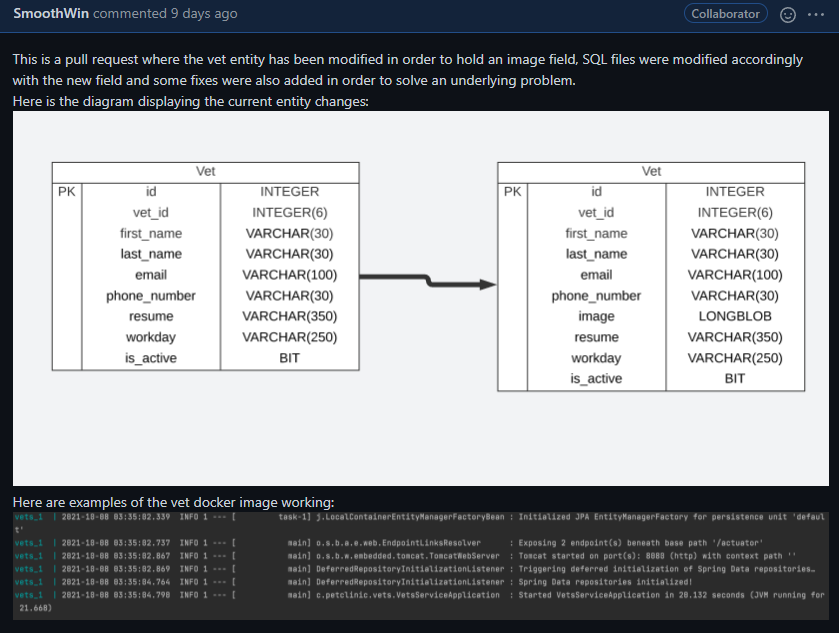 SmoothWin commented 9 days ago Collaborator
This is a pull request where the vet entity has been modified in order to hold an image field, SQL files were modified accordingly
with the new field and some fixes were also added in order to solve an underlying problem.
Here is the diagram displaying the current entity changes:
Vet
PK id INTEGER
vet_id INTEGER(6)
first_name VARCHAR(30)
last_name VARCHAR(30)
email VARCHAR(100)
phone_number VARCHAR(30)
resume VARCHAR(350)
workday VARCHAR(250)
is_active BIT
Vet
PK id INTEGER
vet_id INTEGER(6)
first_name VARCHAR(30)
last_name VARCHAR(30)
email VARCHAR(100)
phone_number VARCHAR(30)
image LONGBLOB
resume VARCHAR(350)
workday VARCHAR(250)
is_active BIT
Here are examples of the vet docker image working:
vets_1 | 2021-10-08 03:35:02.339 INFO 1 --- [ task-1] j.LocalContainerEntityManagerFactoryBean : Initialized JPA EntityManagerFactory for persistence unit 'defaul
t'
vets_1 | 2021-10-08 03:35:02.737 INFO 1 --- [ main] o.s.b.a.e.web.EndpointLinksResolver : Exposing 2 endpoint(s) beneath base path '/actuator'
vets_1 | 2021-10-08 03:35:02.867 INFO 1 --- [ main] o.s.b.w.embedded.tomcat.TomcatWebServer : Tomcat started on port(s): 8080 (http) with context path ''
vets_1 | 2021-10-08 03:35:02.869 INFO 1 --- [ main] DeferredRepositoryInitializationListener : Triggering deferred initialization of Spring Data repositories…
vets_1 | 2021-10-08 03:35:04.764 INFO 1 --- [ main] DeferredRepositoryInitializationListener : Spring Data repositories initialized!
vets_1 | 2021-10-08 03:35:04.798 INFO 1 --- [ main] c.petclinic.vets.VetsServiceApplication : Started VetsServiceApplication in 20.132 seconds (JVM running for
21.668)